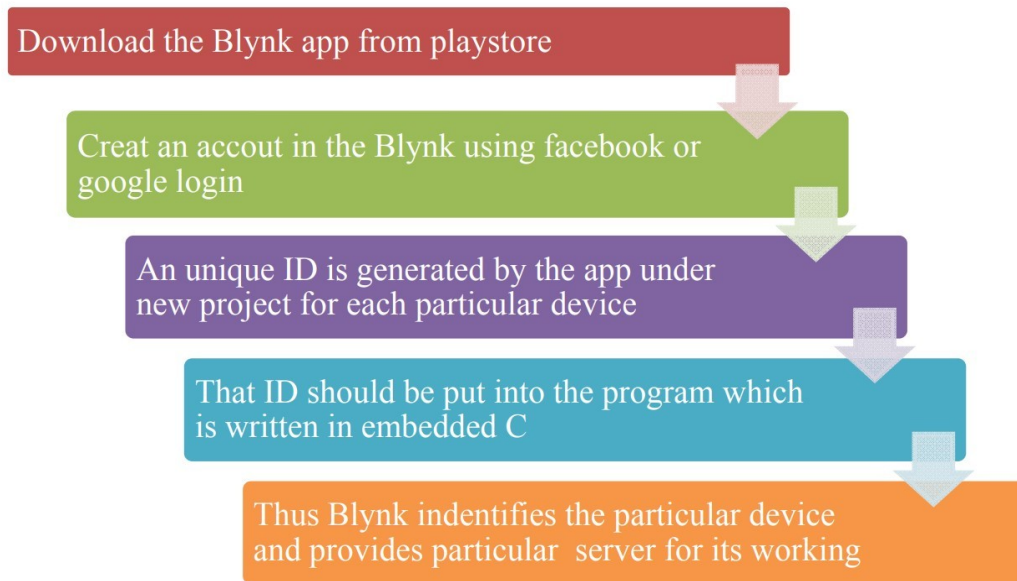 Download the Blynk app from playstore
Creat an accout in the Blynk using facebook or
google login
An unique ID is generated by the app under
new project for each particular device
That ID should be put into the program which
is written in embedded C
Thus Blynk indentifies the particular device
and provides particular server for its working